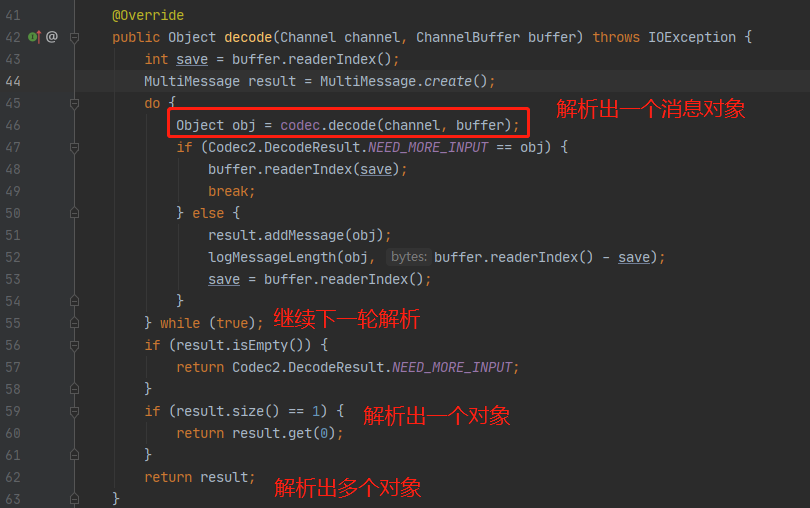 41 @Override
42 @ public Object decode(Channel channel, ChannelBuffer buffer) throws IOException {
43 int save = buffer.readerIndex();
44 MultiMessage result = MultiMessage.create();
45 do { 解析出一个消息对象
46 Object obj = codec.decode(channel, buffer);
47 if (Codec2.DecodeResult.NEED_MORE_INPUT == obj) {
48 buffer.readerIndex(save);
49 break;
50 } else {
51 result.addMessage(obj);
52 logMessageLength(obj, bytes: buffer.readerIndex() - save);
53 save = buffer.readerIndex();
54 }
55 } while (true); 继续下一轮解析
56 if (result.isEmpty()) {
57 return Codec2.DecodeResult.NEED_MORE_INPUT;
58 }
59 if (result.size() == 1) { 解析出一个对象
60 return result.get(0);
61 }
62 return result; 解析出多个对象
63 }